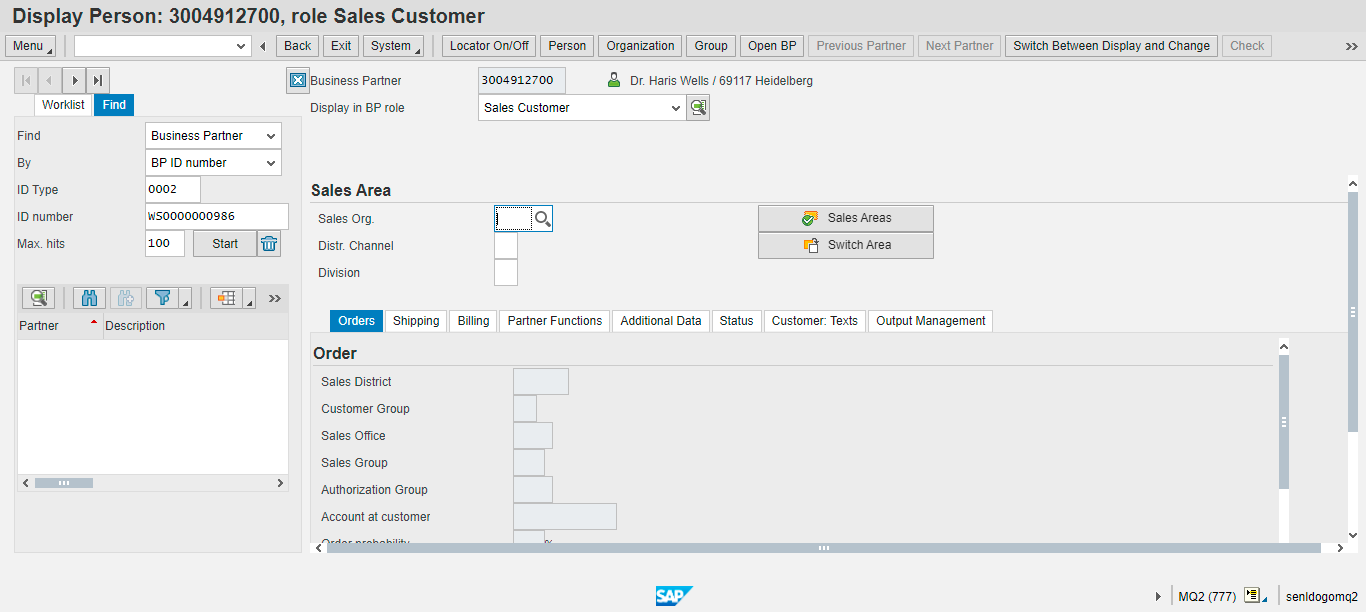 Display Person: 3004912700, role Sales Customer
Menu Back Exit System Locator On/Off Person Organization Group Open BP Previous Partner Next Partner Switch Between Display and Change Check
Business Partner 3004912700 Dr. Haris Wells / 69117 Heidelberg
Worklist Find
Display in BP role Sales Customer
Find Business Partner
By BP ID number
ID Type 0002
ID number WS0000000986
Max. hits 100 Start
Partner Description
Sales Area
Sales Org. Sales Areas
Distr. Channel Switch Area
Division
Orders Shipping Billing Partner Functions Additional Data Status Customer: Texts Output Management
Order
Sales District
Customer Group
Sales Office
Sales Group
Authorization Group
Account at customer
Order probability %
SAP MQ2 (777) senldogomq2